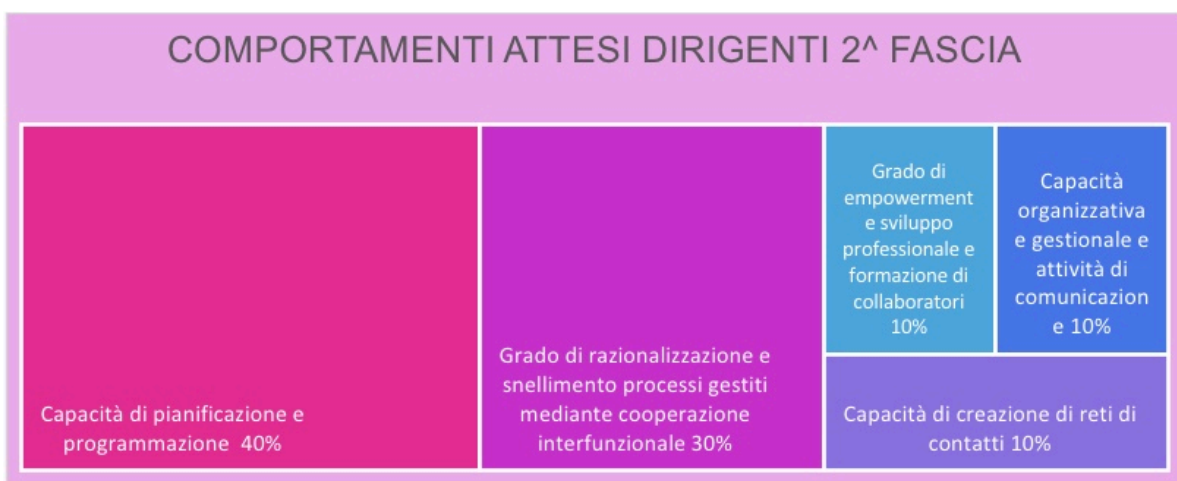 COMPORTAMENTI ATTESI DIRIGENTI 2^ FASCIA
Capacità di pianificazione e
programmazione 40%
Grado di razionalizzazione e
snellimento processi gestiti
mediante cooperazione
interfunzionale 30%
Grado di
empowerment
e sviluppo
professionale e
formazione di
collaboratori
10%
Capacità
organizzativa
e gestionale e
attività di
comunicazion
e 10%
Capacità di creazione di reti di
contatti 10%